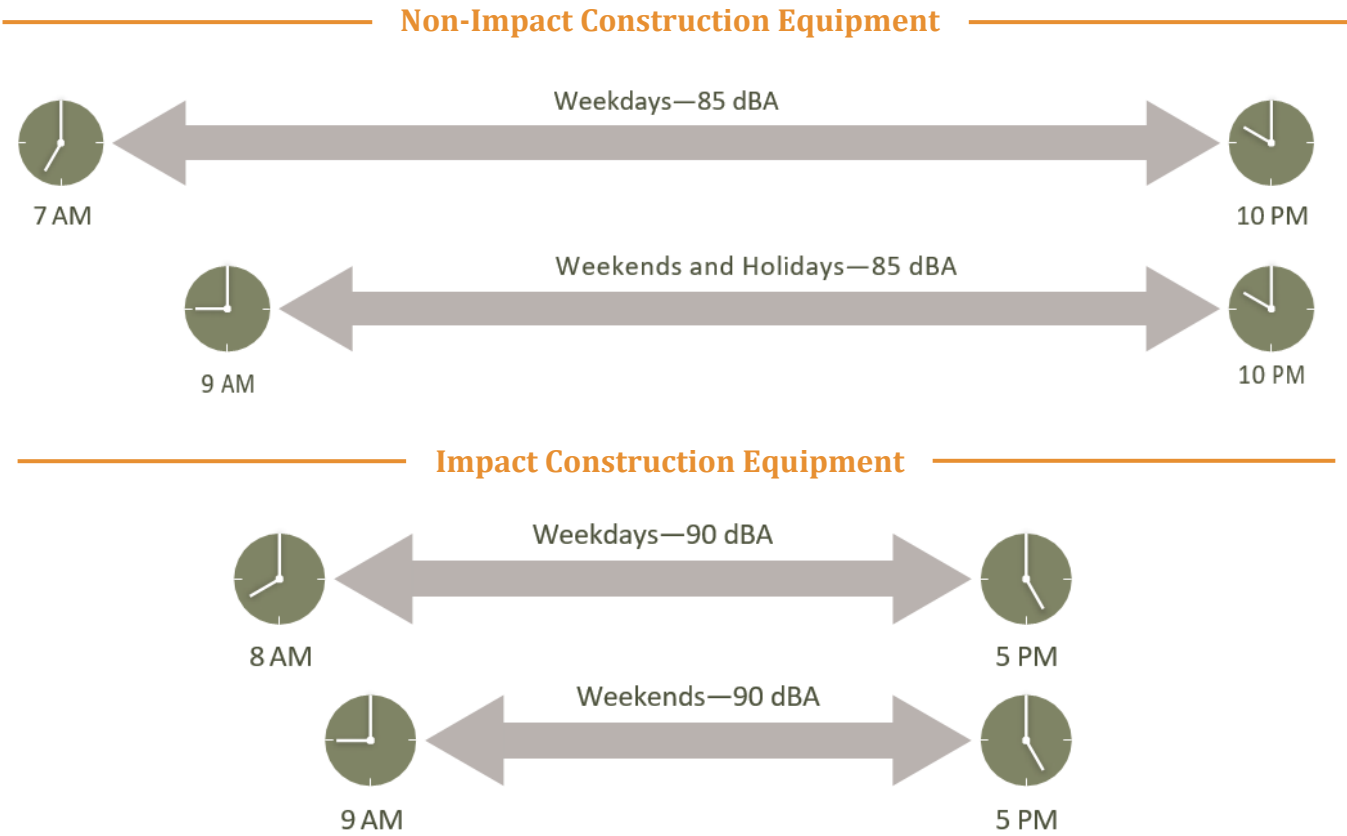 Non-Impact Construction Equipment
Weekdays—85 dBA
7 AM
10 PM
Weekends and Holidays—85 dBA
9 AM
10 PM
Impact Construction Equipment
Weekdays—90 dBA
8 AM
5 PM
Weekends—90 dBA
9 AM
5 PM